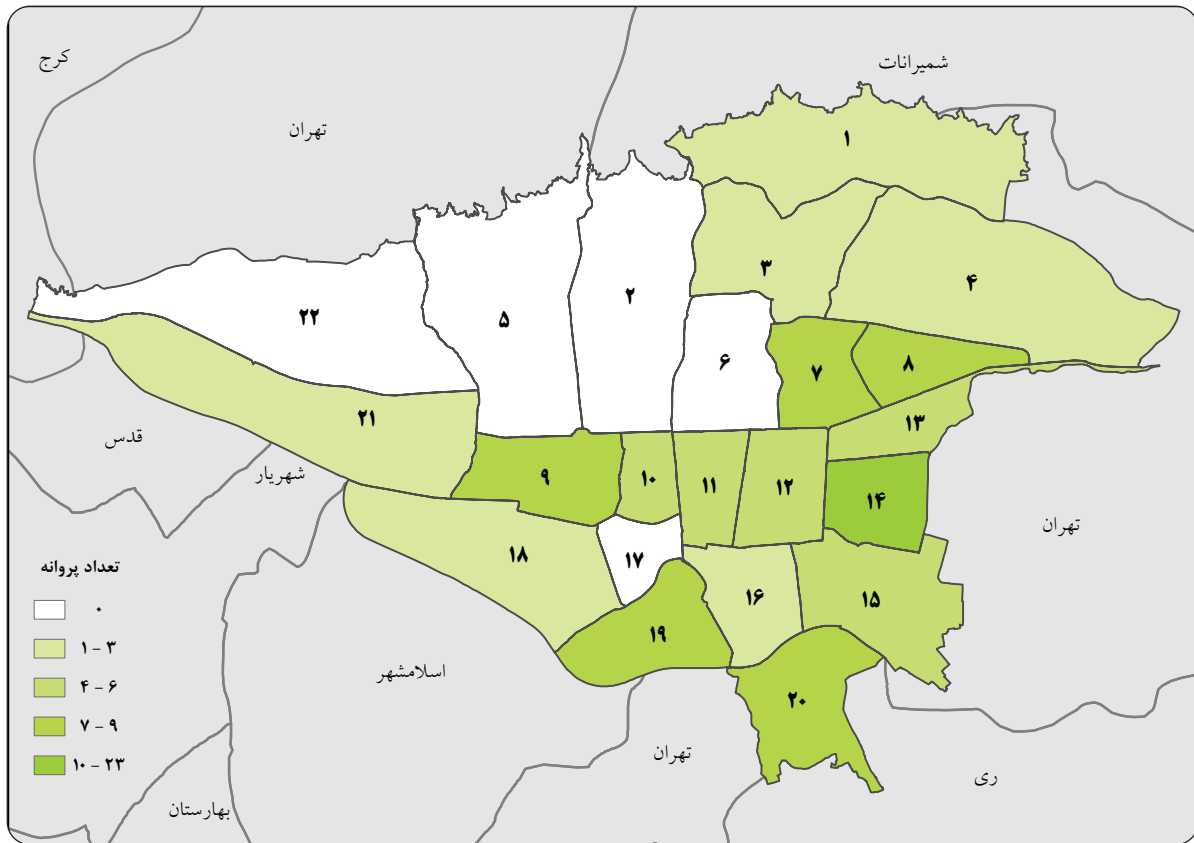 کرج
شمیرانات
تهران
۱
۳
۴
۲
۵
۲۲
۶
۷
۸
۲۱
۱۳
قدس
شهریار
۹
۱۰
۱۱
۱۲
۱۴
تهران
۱۸
۱۷
۱۶
۱۵
۱۹
۲۰
اسلامشهر
تهران
ری
بهارستان
تعداد پروانه
۰
۱ - ۳
۴ - ۶
۷ - ۹
۱۰ - ۲۳